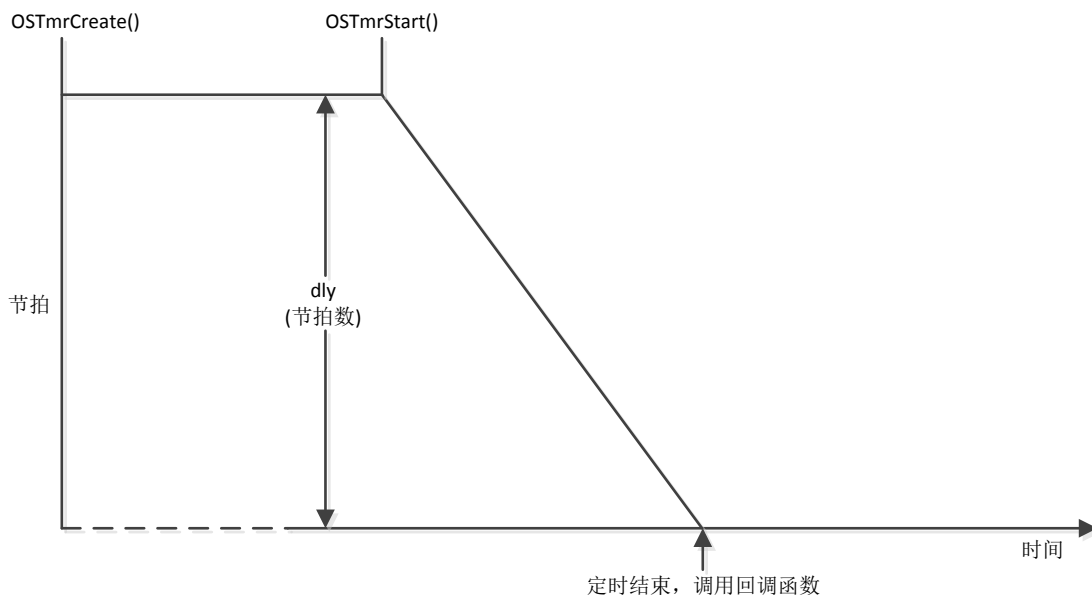 OSTmrCreate()
OSTmrStart()
节拍
dly
(节拍数)
时间
定时结束，调用回调函数